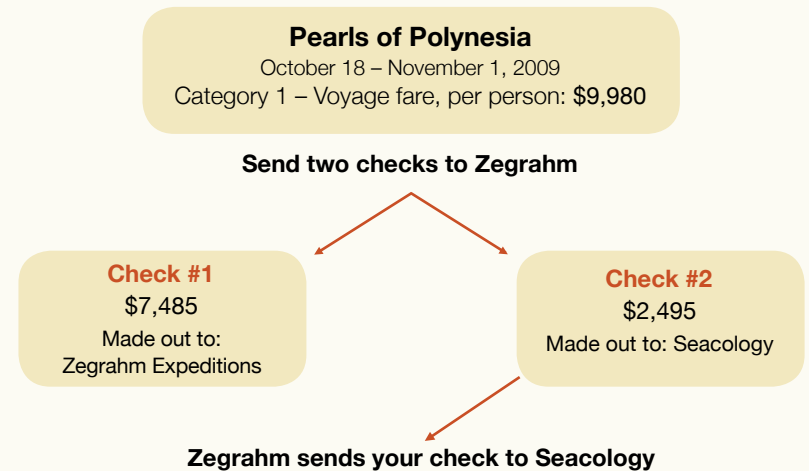 Pearls of Polynesia
October 18 – November 1, 2009
Category 1 – Voyage fare, per person: $9,980
Send two checks to Zegrahm
Check #1
$7,485
Made out to:
Zegrahm Expeditions
Check #2
$2,495
Made out to: Seacology
Zegrahm sends your check to Seacology